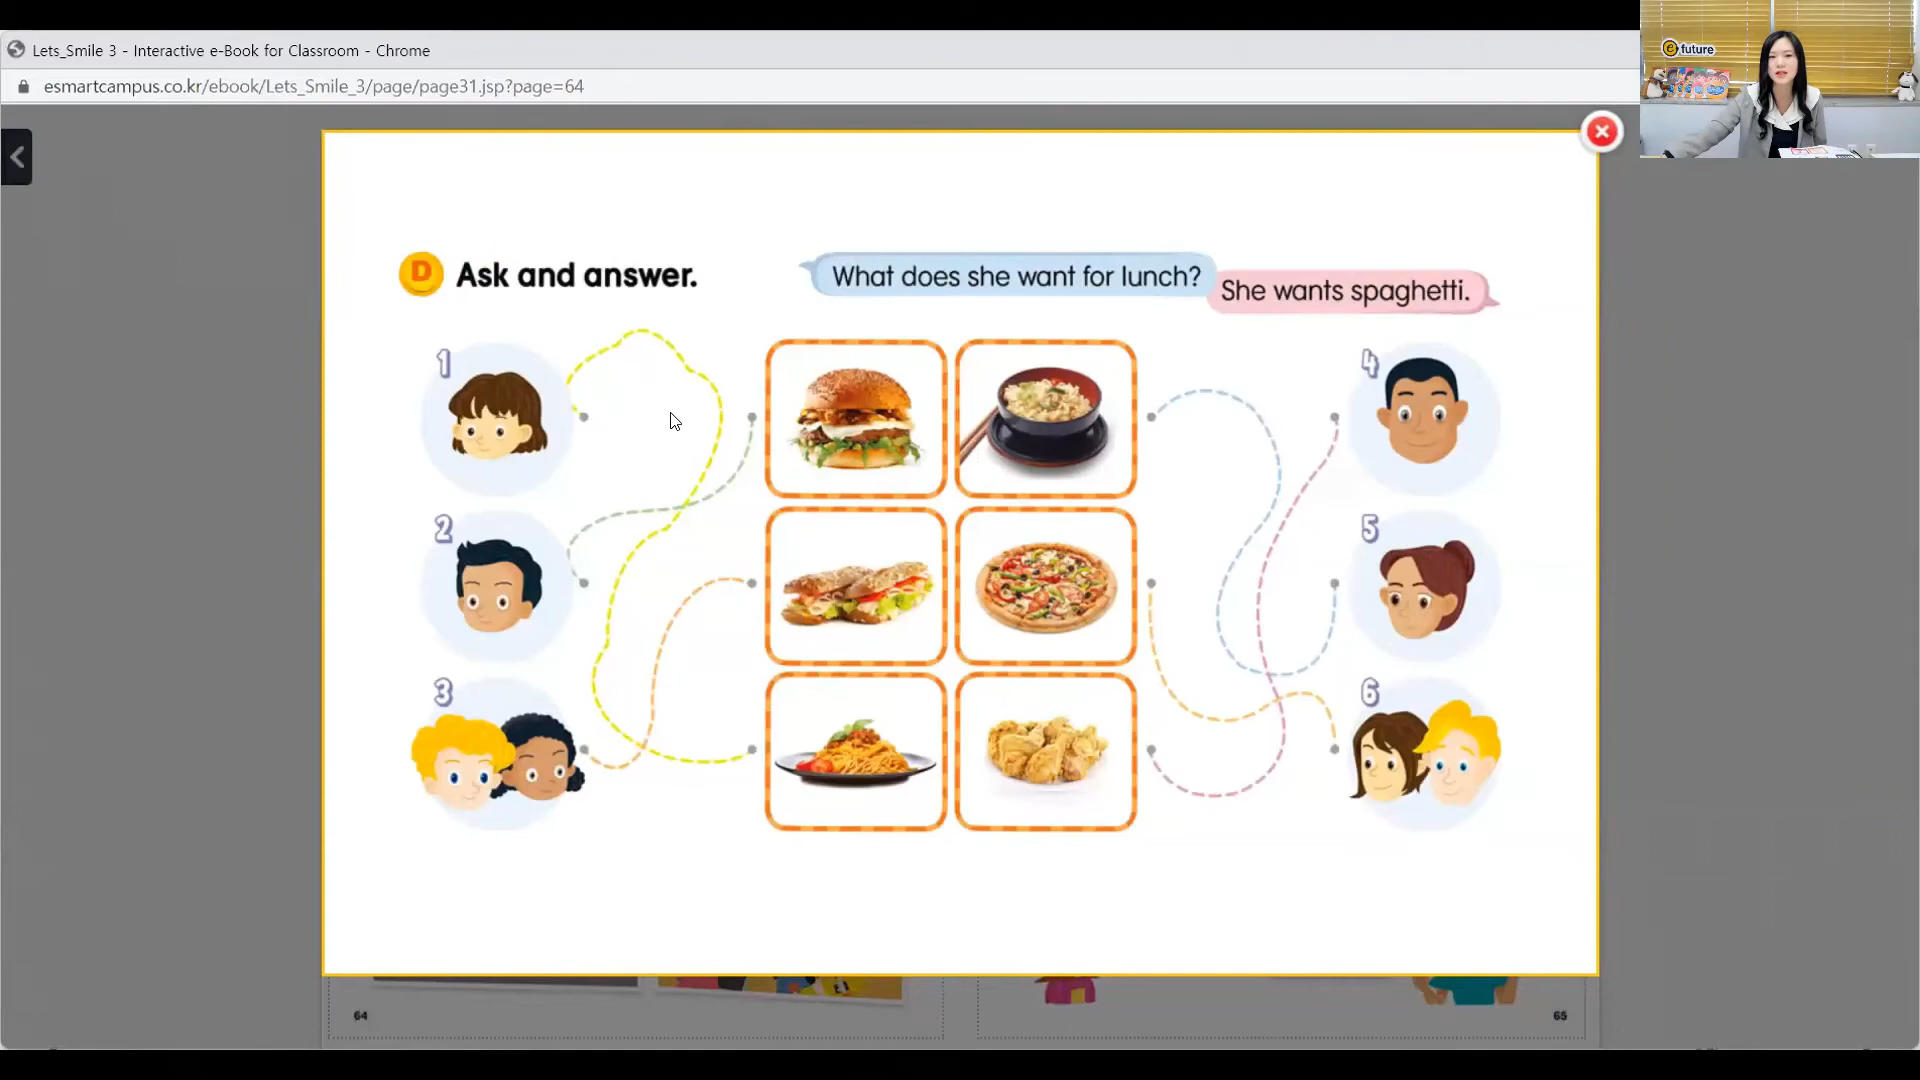 Lets_Smile 3 - Interactive e-Book for Classroom - Chrome
esmartcampus.co.kr/ebook/Lets_Smile_3/page/page31.jsp?page=64
e future
D Ask and answer.
What does she want for lunch?
She wants spaghetti.
1
4
2
5
3
6
64
65